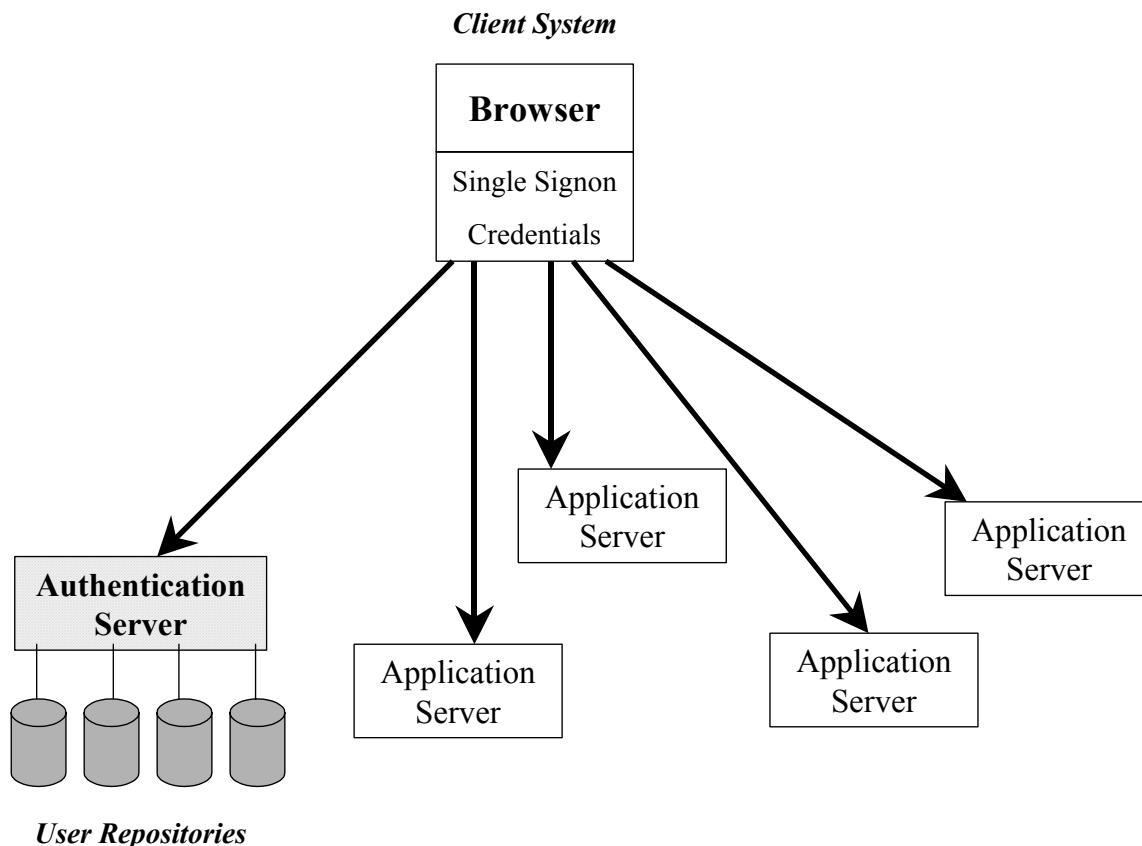 Client System
Browser
Single Signon
Credentials
Application
Server
Application
Server
Authentication
Server
Application
Server
Application
Server
User Repositories